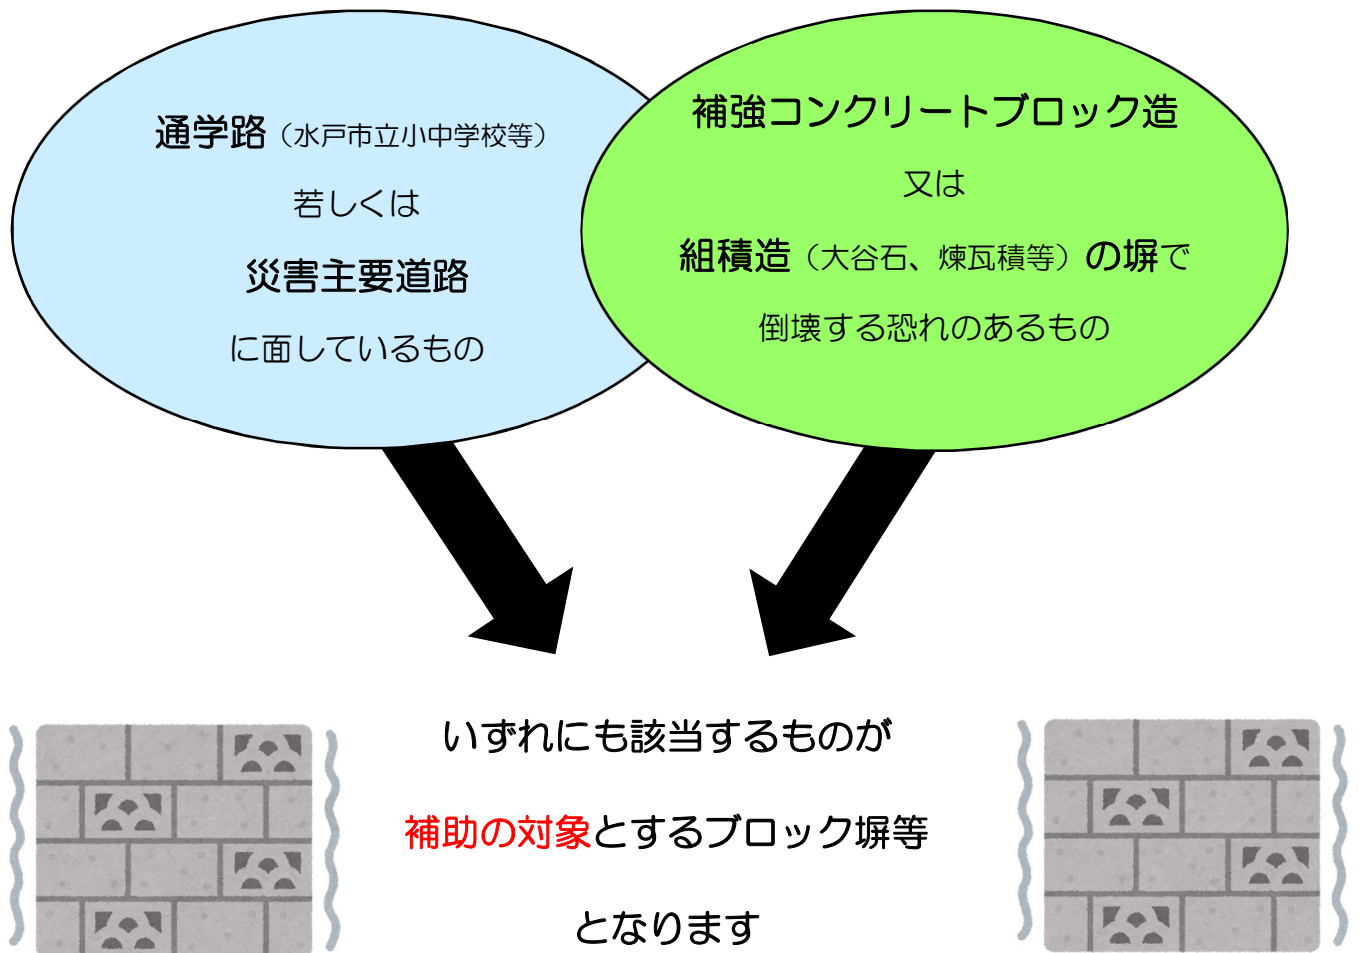 通学路（水戸市立小中学校等）
若しくは
災害主要道路
に面しているもの
補強コンクリートブロック造
又は
組積造（大谷石、煉瓦積等）の塀で
倒壊する恐れのあるもの
いずれにも該当するものが
補助の対象とするブロック塀等
となります